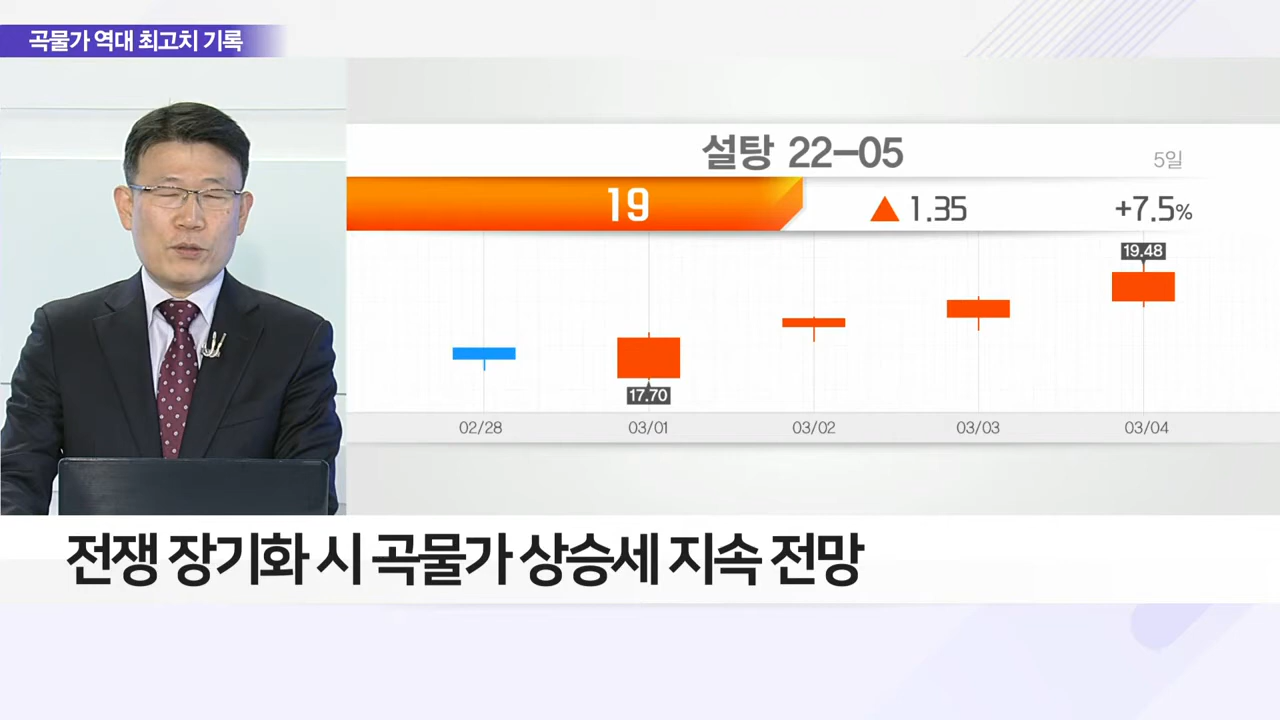 곡물가 역대 최고치 기록
설탕 22-05
5일
19 ▲ 1.35 +7.5%
19.48
17.70
02/28 03/01 03/02 03/03 03/04
전쟁 장기화 시 곡물가 상승세 지속 전망